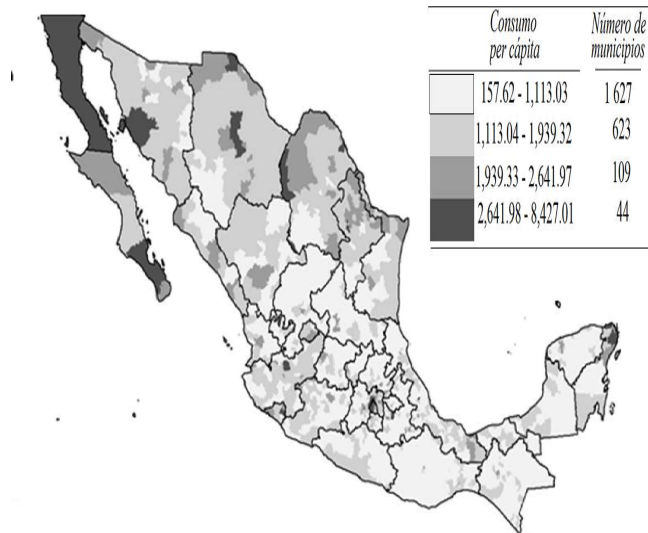 Consumo Número de
per cápita municipios
157.62 - 1,113.03 1 627
1,113.04 - 1,939.32 623
1,939.33 - 2,641.97 109
2,641.98 - 8,427.01 44